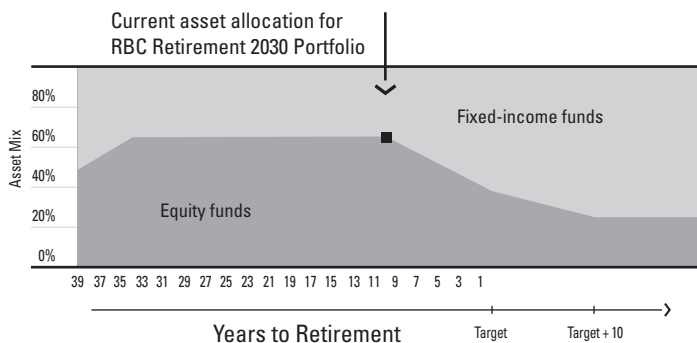 Current asset allocation for
RBC Retirement 2030 Portfolio
80%
60%
40%
20%
0%
Asset Mix
Fixed-income funds
Equity funds
39 37 35 33 31 29 27 25 23 21 19 17 15 13 11 9 7 5 3 1
Years to Retirement Target Target + 10